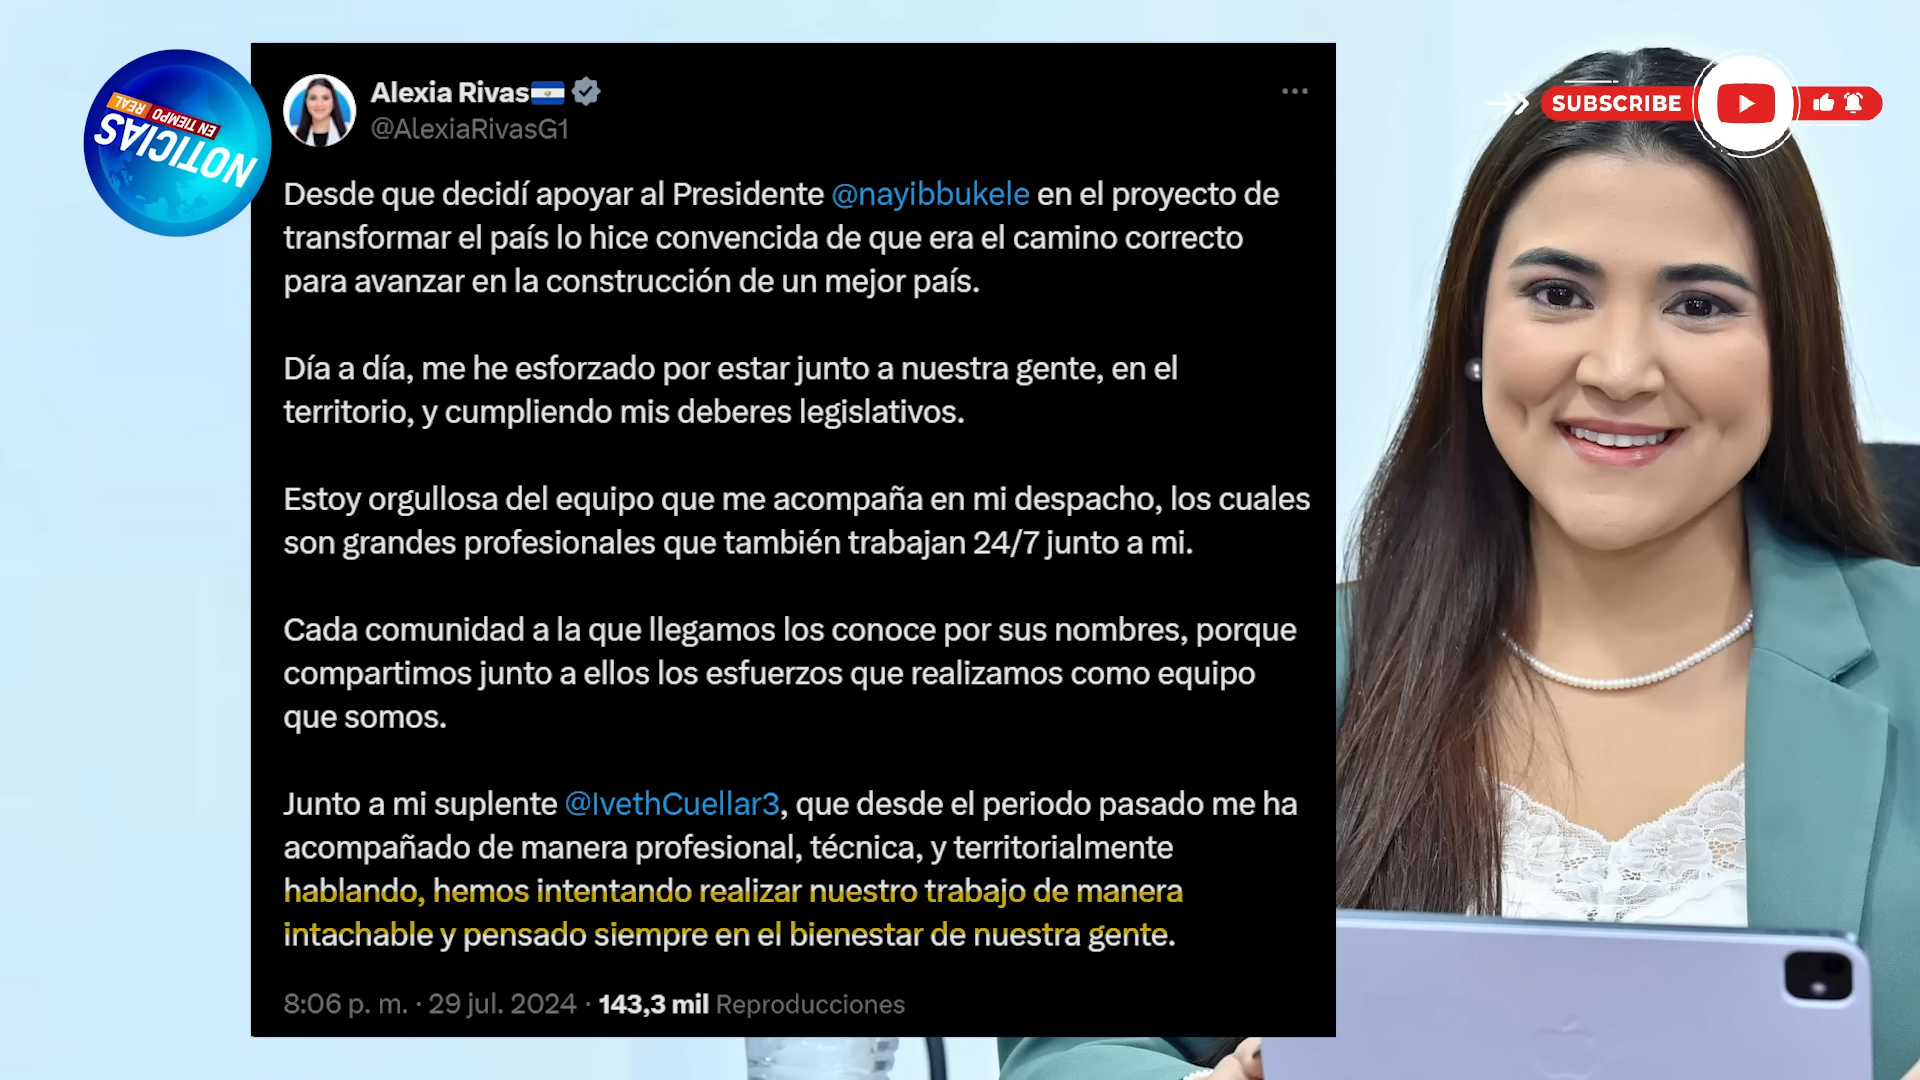 NOTICIAS
EN TIEMPO
REAL
SUBSCRIBE
Alexia Rivas
@AlexiaRivasG1
Desde que decidí apoyar al Presidente @nayibbukele en el proyecto de
transformar el país lo hice convencida de que era el camino correcto
para avanzar en la construcción de un mejor país.
Día a día, me he esforzado por estar junto a nuestra gente, en el
territorio, y cumpliendo mis deberes legislativos.
Estoy orgullosa del equipo que me acompaña en mi despacho, los cuales
son grandes profesionales que también trabajan 24/7 junto a mi.
Cada comunidad a la que llegamos los conoce por sus nombres, porque
compartimos junto a ellos los esfuerzos que realizamos como equipo
que somos.
Junto a mi suplente @IvethCuellar3, que desde el periodo pasado me ha
acompañado de manera profesional, técnica, y territorialmente
hablando, hemos intentando realizar nuestro trabajo de manera
intachable y pensado siempre en el bienestar de nuestra gente.
8:06 p. m. · 29 jul. 2024 · 143,3 mil Reproducciones